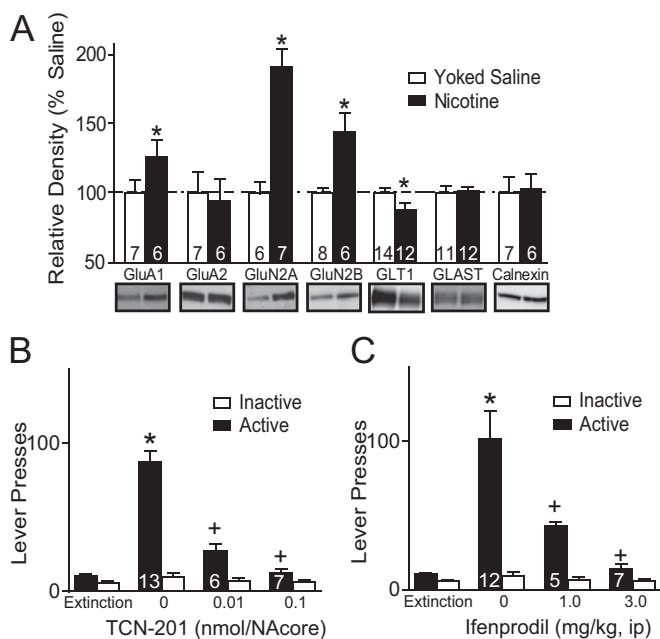 A
Relative Density (% Saline)
200
150
100
50
Yoked Saline
Nicotine
*
*
*
*
7 6 7 6 6 7 8 6 14 12 11 12 7 6
GluA1 GluA2 GluN2A GluN2B GLT1 GLAST Calnexin
B
Lever Presses
100
0
Inactive
Active
*
+
+
13 6 7
Extinction 0 0.01 0.1
TCN-201 (nmol/NAcore)
C
Lever Presses
100
0
Inactive
Active
*
+
+
12 5 7
Extinction 0 1.0 3.0
Ifenprodil (mg/kg, ip)